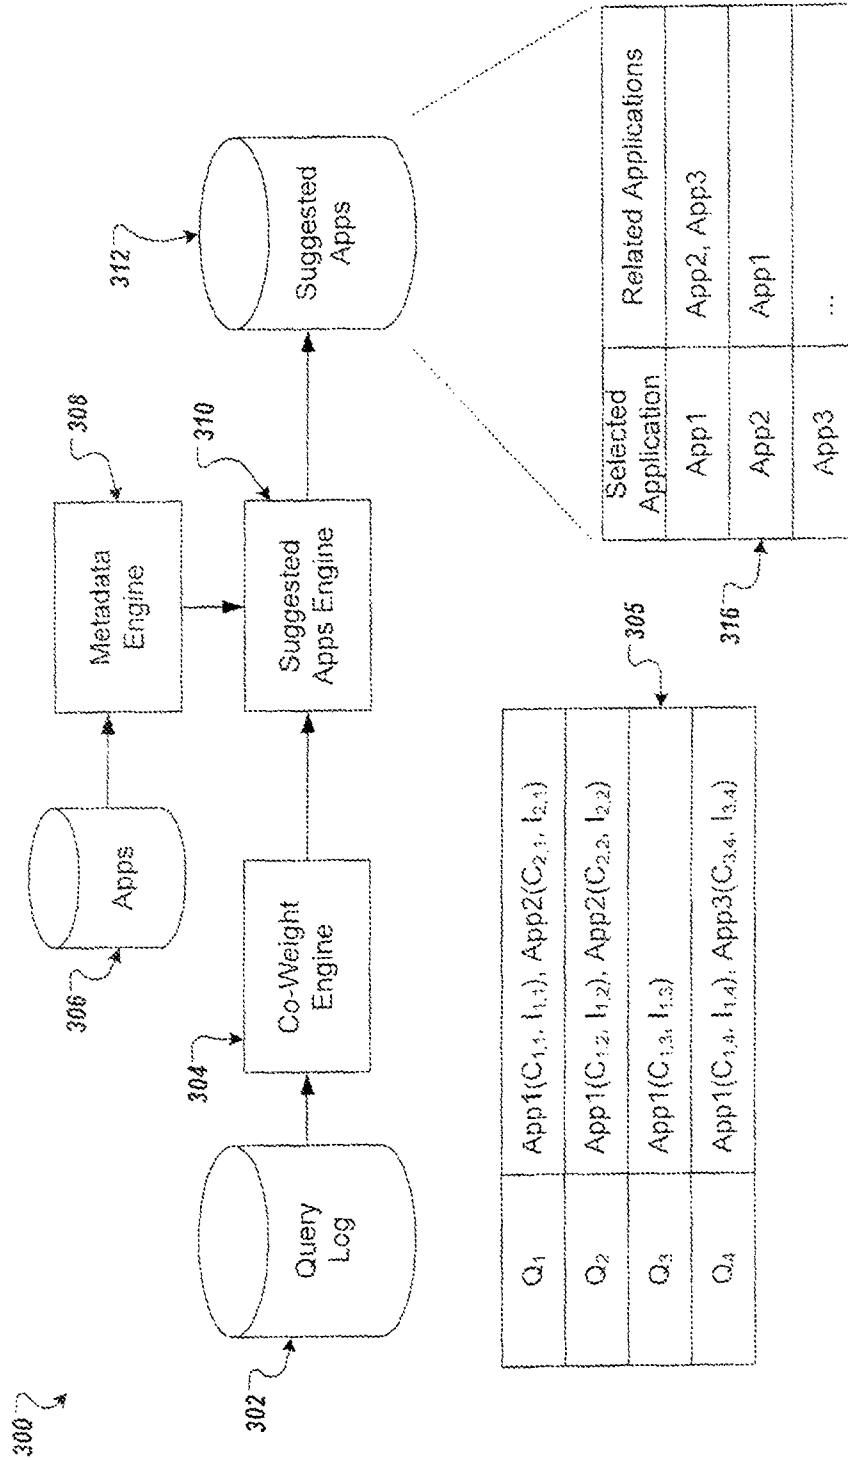 300
302
Query
Log
304
Co-Weight
Engine
306
Apps
308
Metadata
Engine
310
Suggested
Apps Engine
312
Suggested
Apps
305
Q1 App1(C1,1, I1,1), App2(C2,1, I2,1)
Q2 App1(C1,2, I1,2), App2(C2,2, I2,2)
Q3 App1(C1,3, I1,3)
Q4 App1(C1,4, I1,4), App3(C3,4, I3,4)
316
Selected
Application
Related Applications
App1 App2, App3
App2 App1
App3 ...